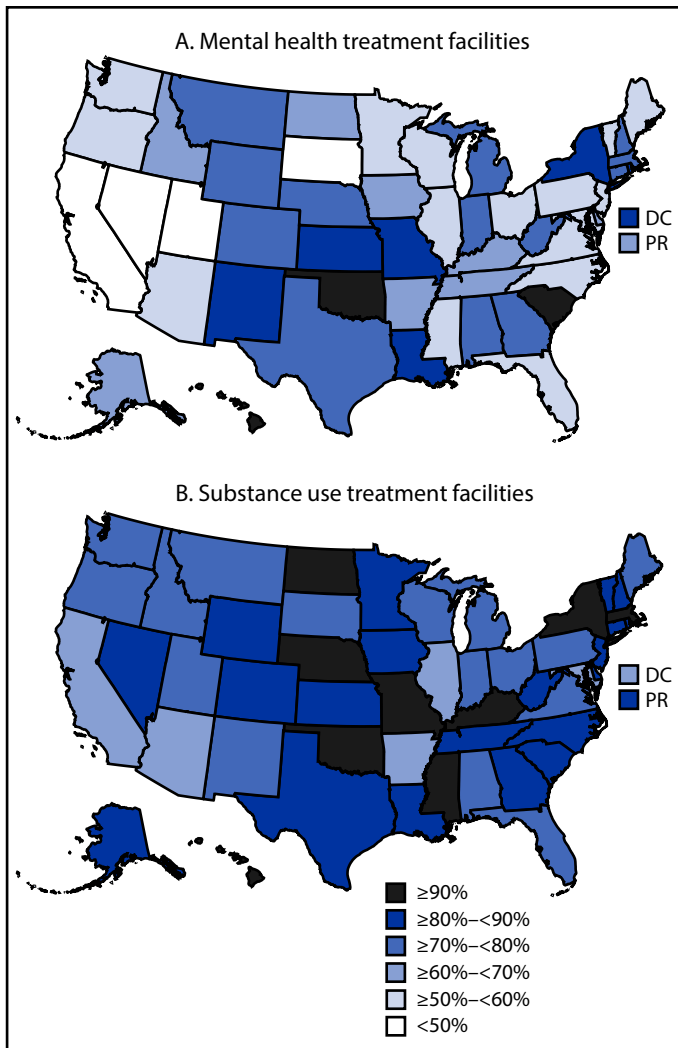 A. Mental health treatment facilities
DC
PR
B. Substance use treatment facilities
DC
PR
≥90%
≥80%–<90%
≥70%–<80%
≥60%–<70%
≥50%–<60%
<50%